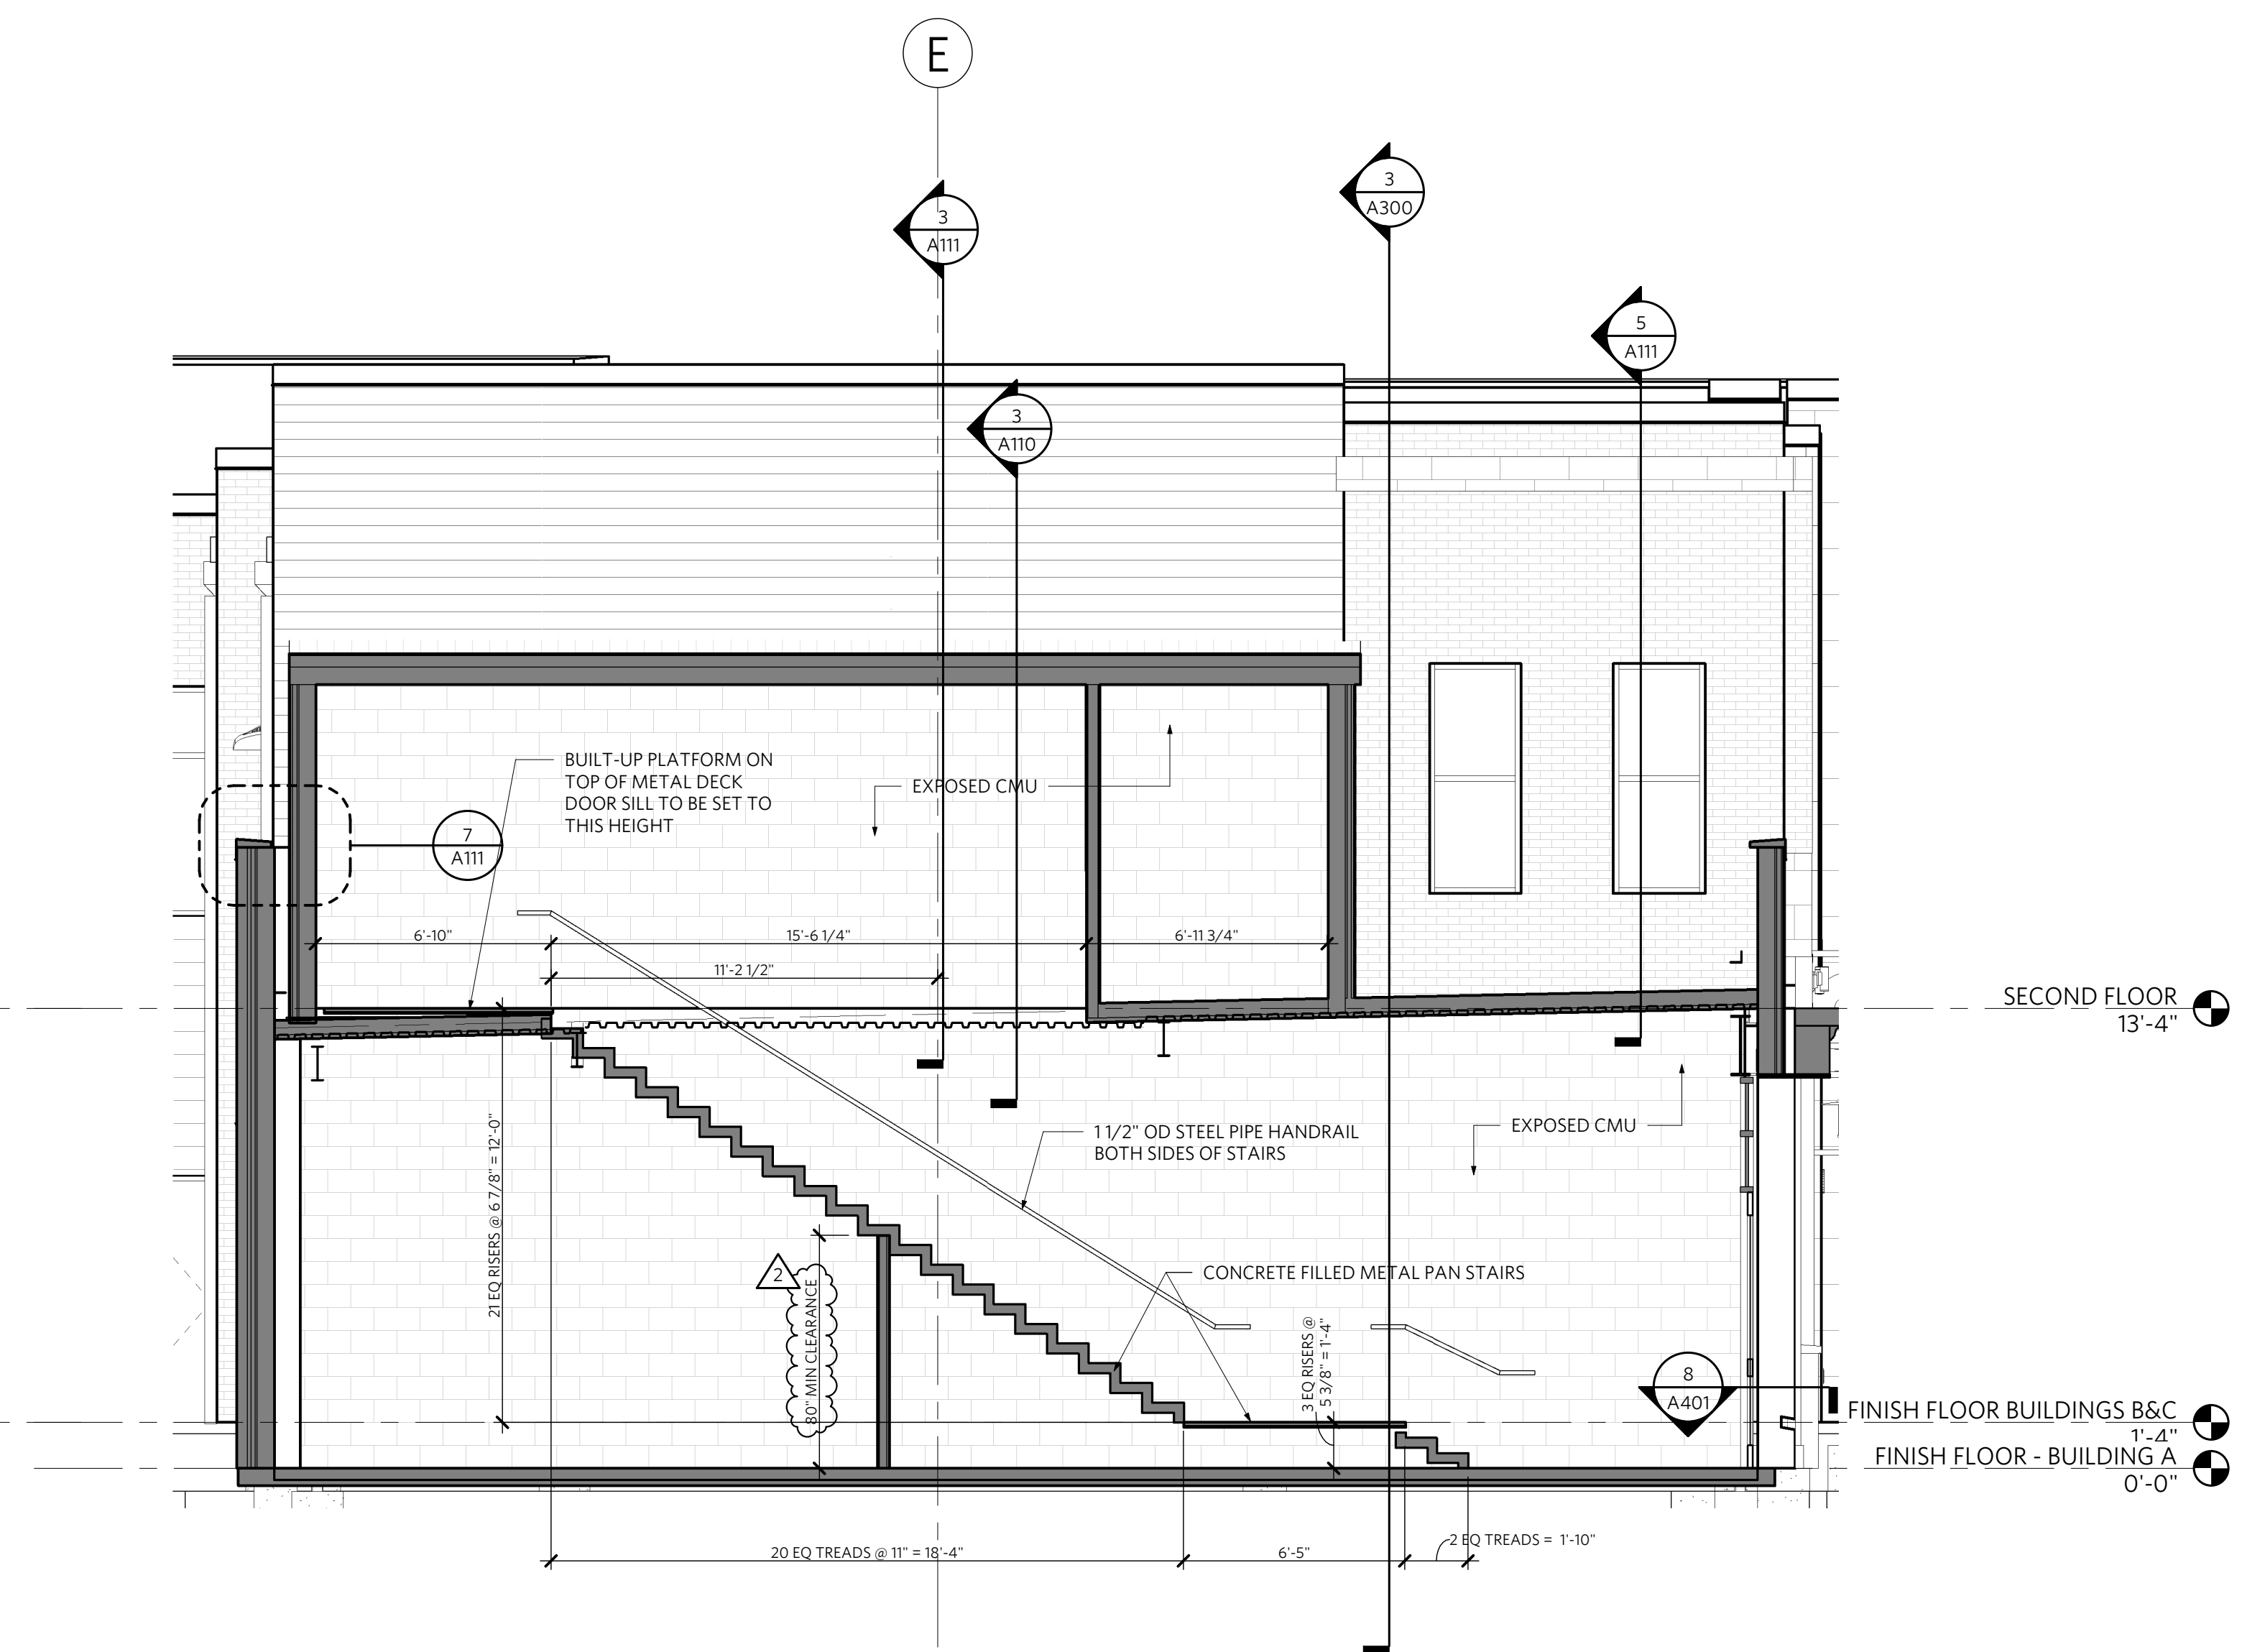 E
3
A300
3
A111
5
A111
3
A110
BUILT-UP PLATFORM ON
TOP OF METAL DECK
DOOR SILL TO BE SET TO
THIS HEIGHT
EXPOSED CMU
7
A111
6'-10"
15'-6 1/4"
6'-11 3/4"
11'-2 1/2"
SECOND FLOOR
13'-4"
21 EQ RISERS @ 6 7/8" = 12'-0"
1 1/2" OD STEEL PIPE HANDRAIL
BOTH SIDES OF STAIRS
EXPOSED CMU
2
80" MIN CLEARANCE
CONCRETE FILLED METAL PAN STAIRS
3 EQ RISERS @
5 3/8" = 1'-4"
8
A401
FINISH FLOOR BUILDINGS B&C
1'-4"
FINISH FLOOR - BUILDING A
0'-0"
20 EQ TREADS @ 11" = 18'-4"
6'-5"
2 EQ TREADS = 1'-10"